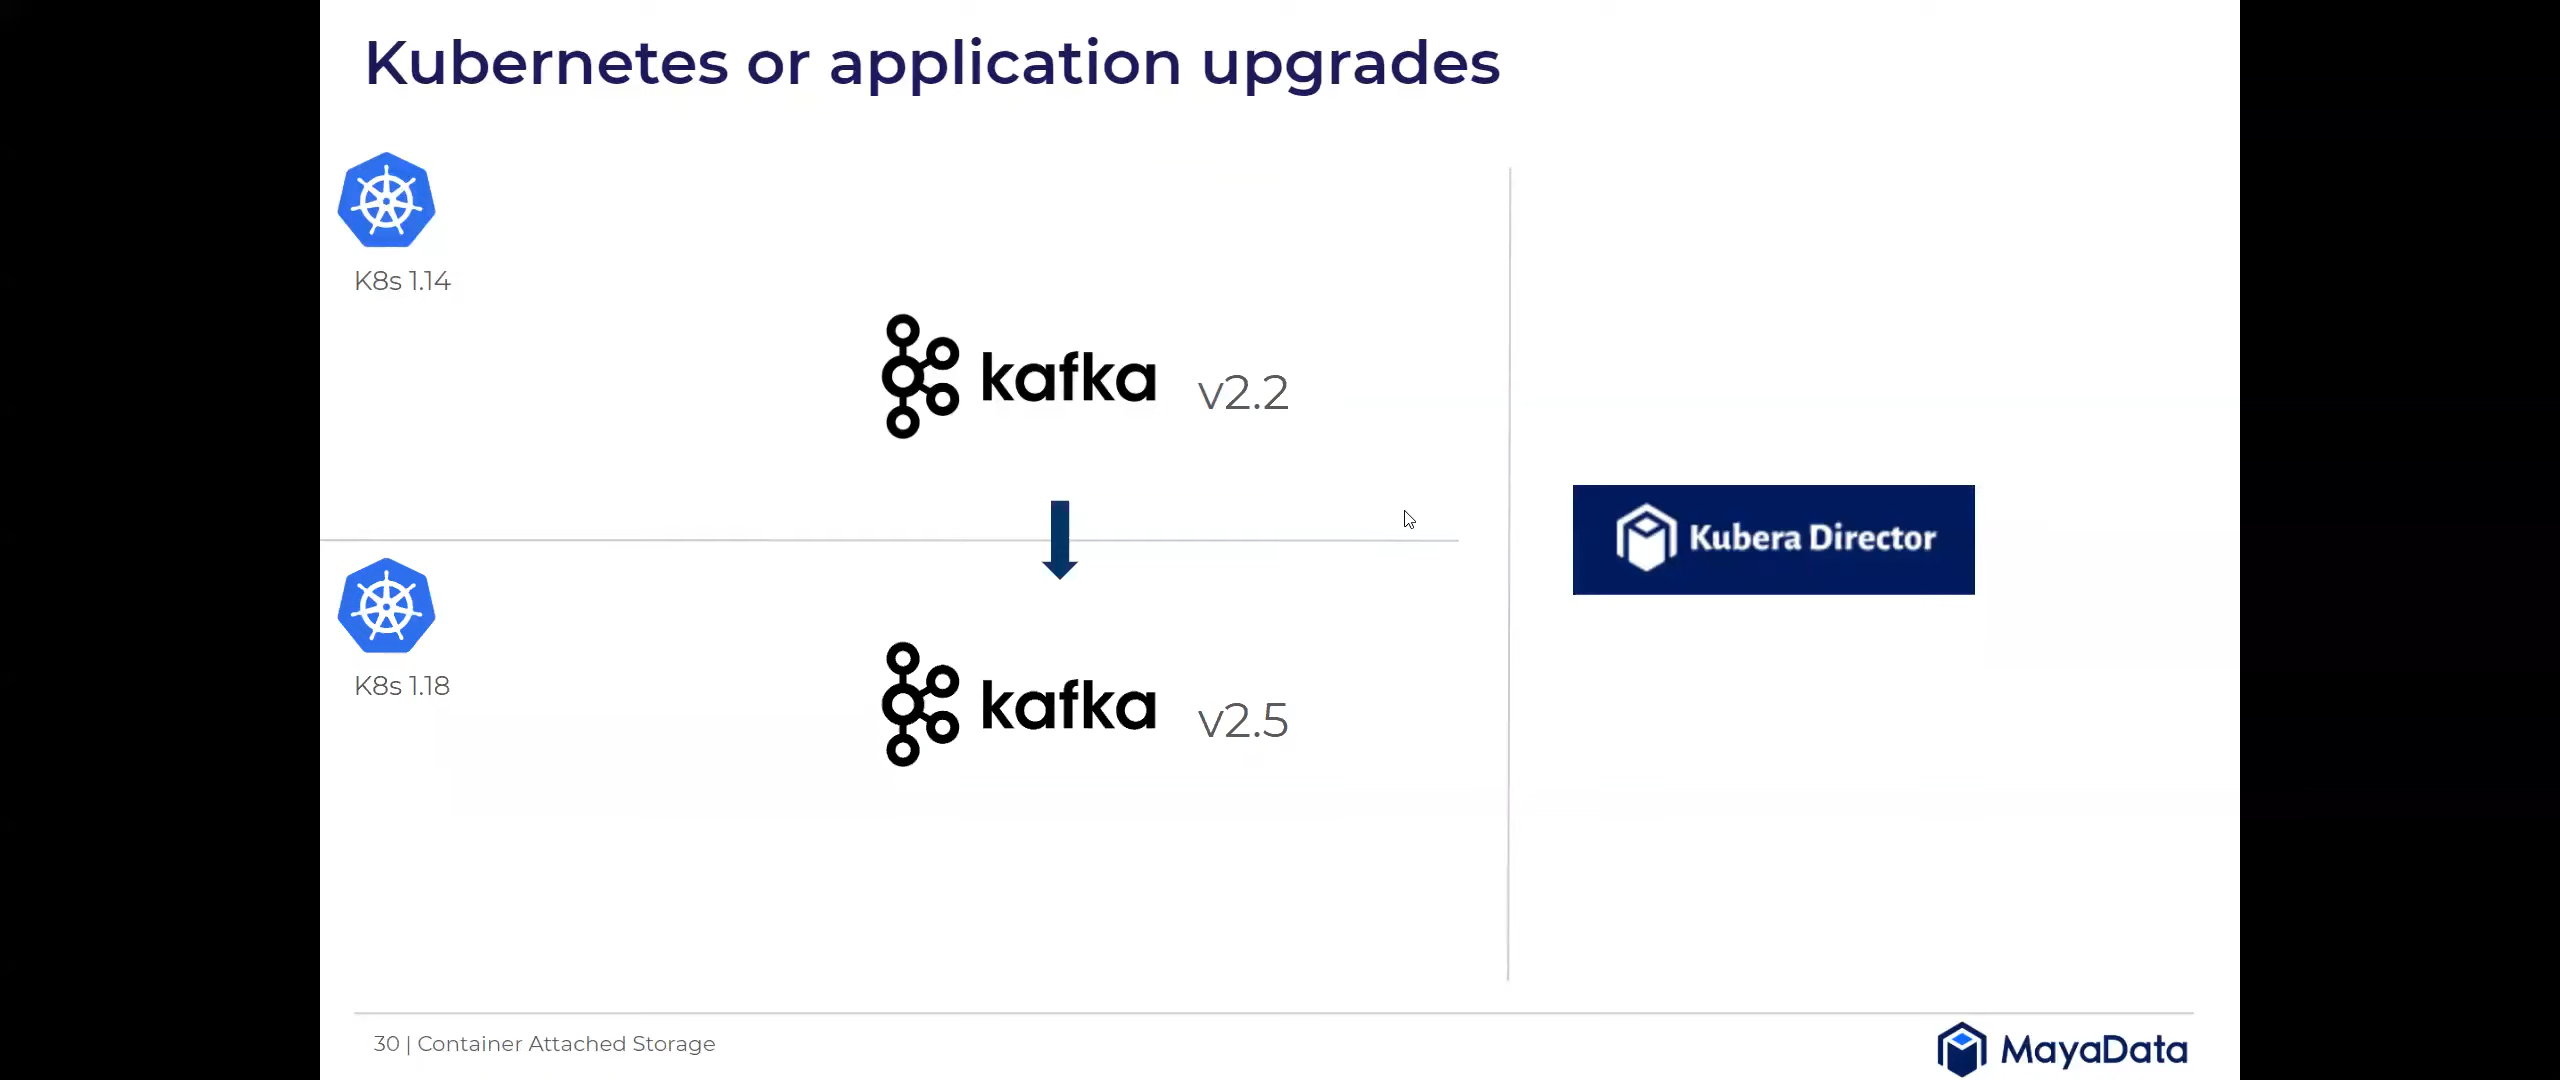 Kubernetes or application upgrades
K8s 1.14
kafka v2.2
Kubera Director
K8s 1.18
kafka v2.5
30 | Container Attached Storage
MayaData